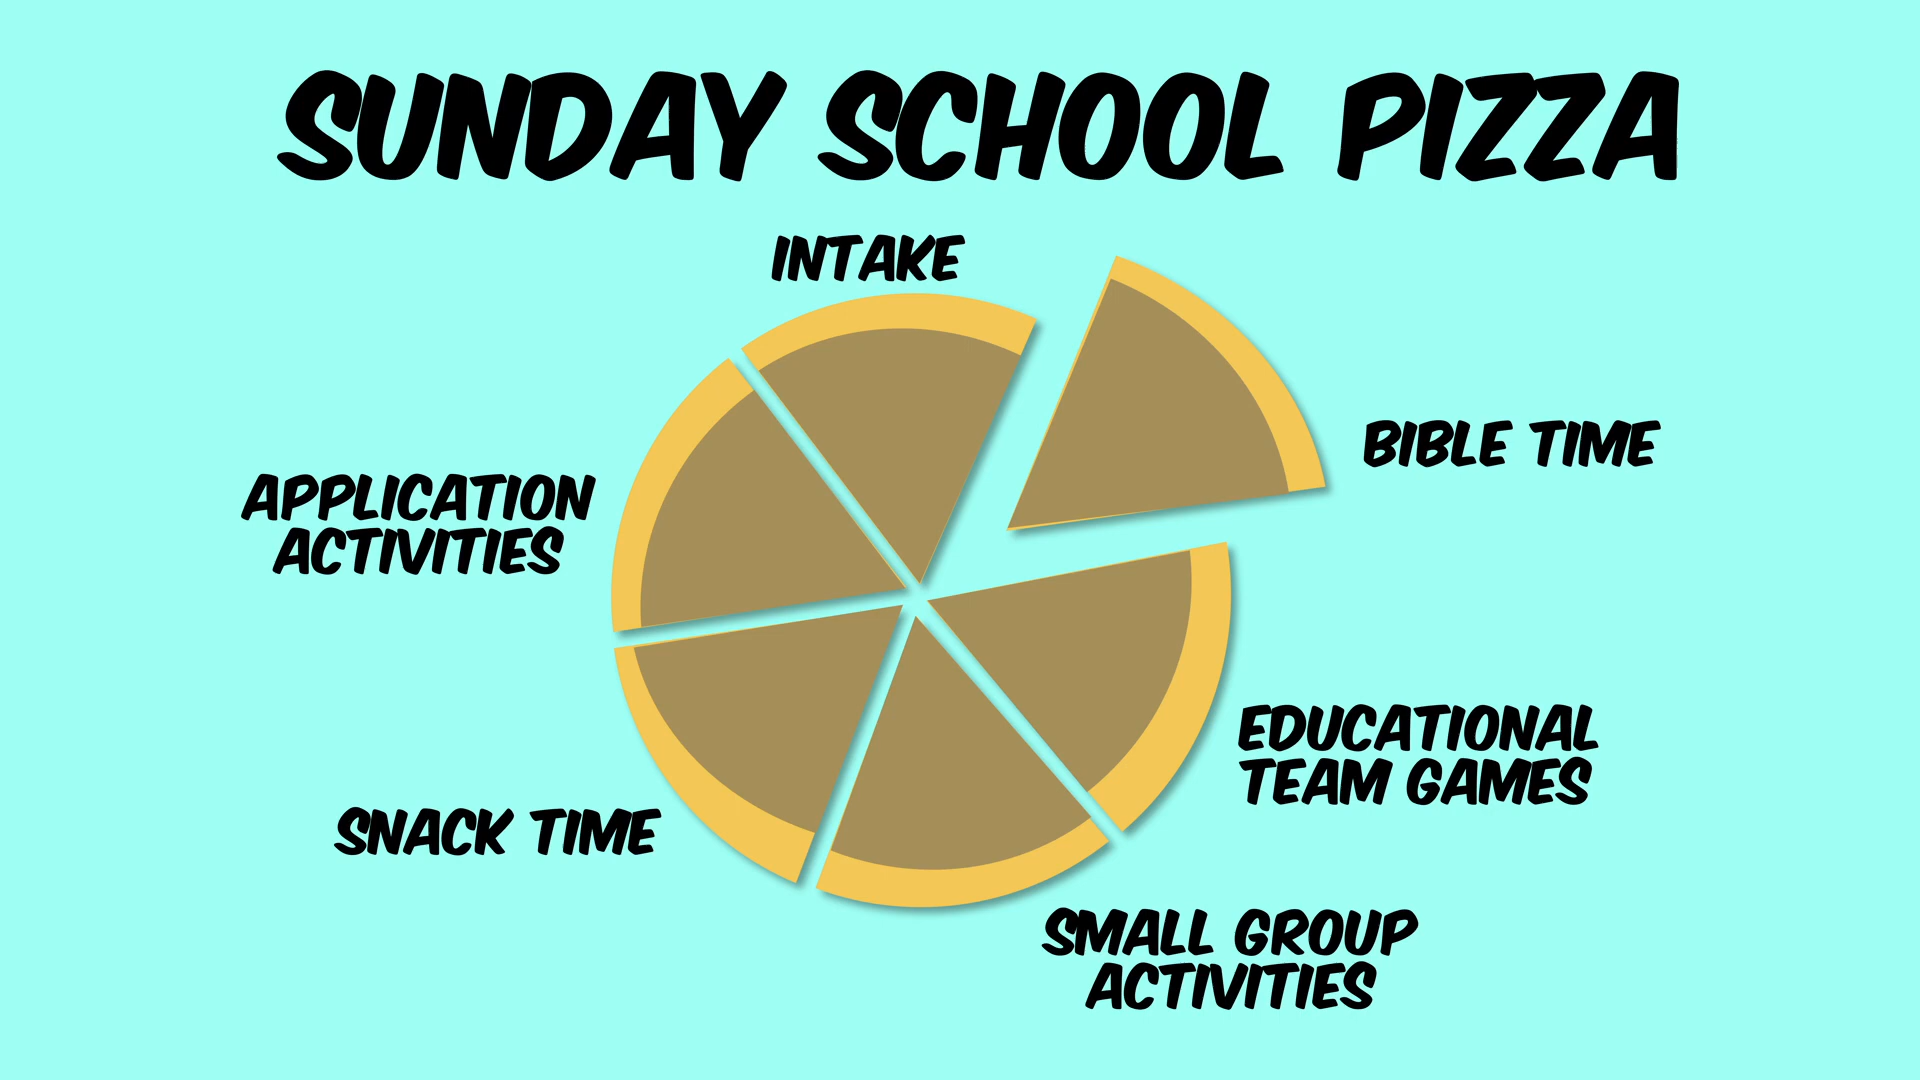 SUNDAY SCHOOL PIZZA
INTAKE
BIBLE TIME
APPLICATION
ACTIVITIES
EDUCATIONAL
TEAM GAMES
SNACK TIME
SMALL GROUP
ACTIVITIES